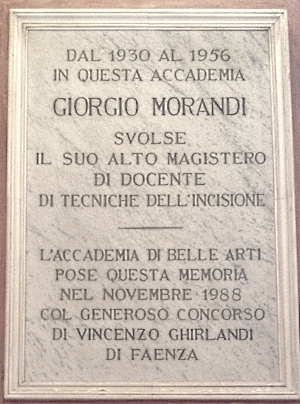 DAL 1930 AL 1956
IN QUESTA ACCADEMIA
GIORGIO MORANDI
SVOLSE
IL SUO ALTO MAGISTERO
DI DOCENTE
DI TECNICHE DELL'INCISIONE
L'ACCADEMIA DI BELLE ARTI
POSE QUESTA MEMORIA
NEL NOVEMBRE 1988
COL GENEROSO CONCORSO
DI VINCENZO GHIRLANDI
DI FAENZA